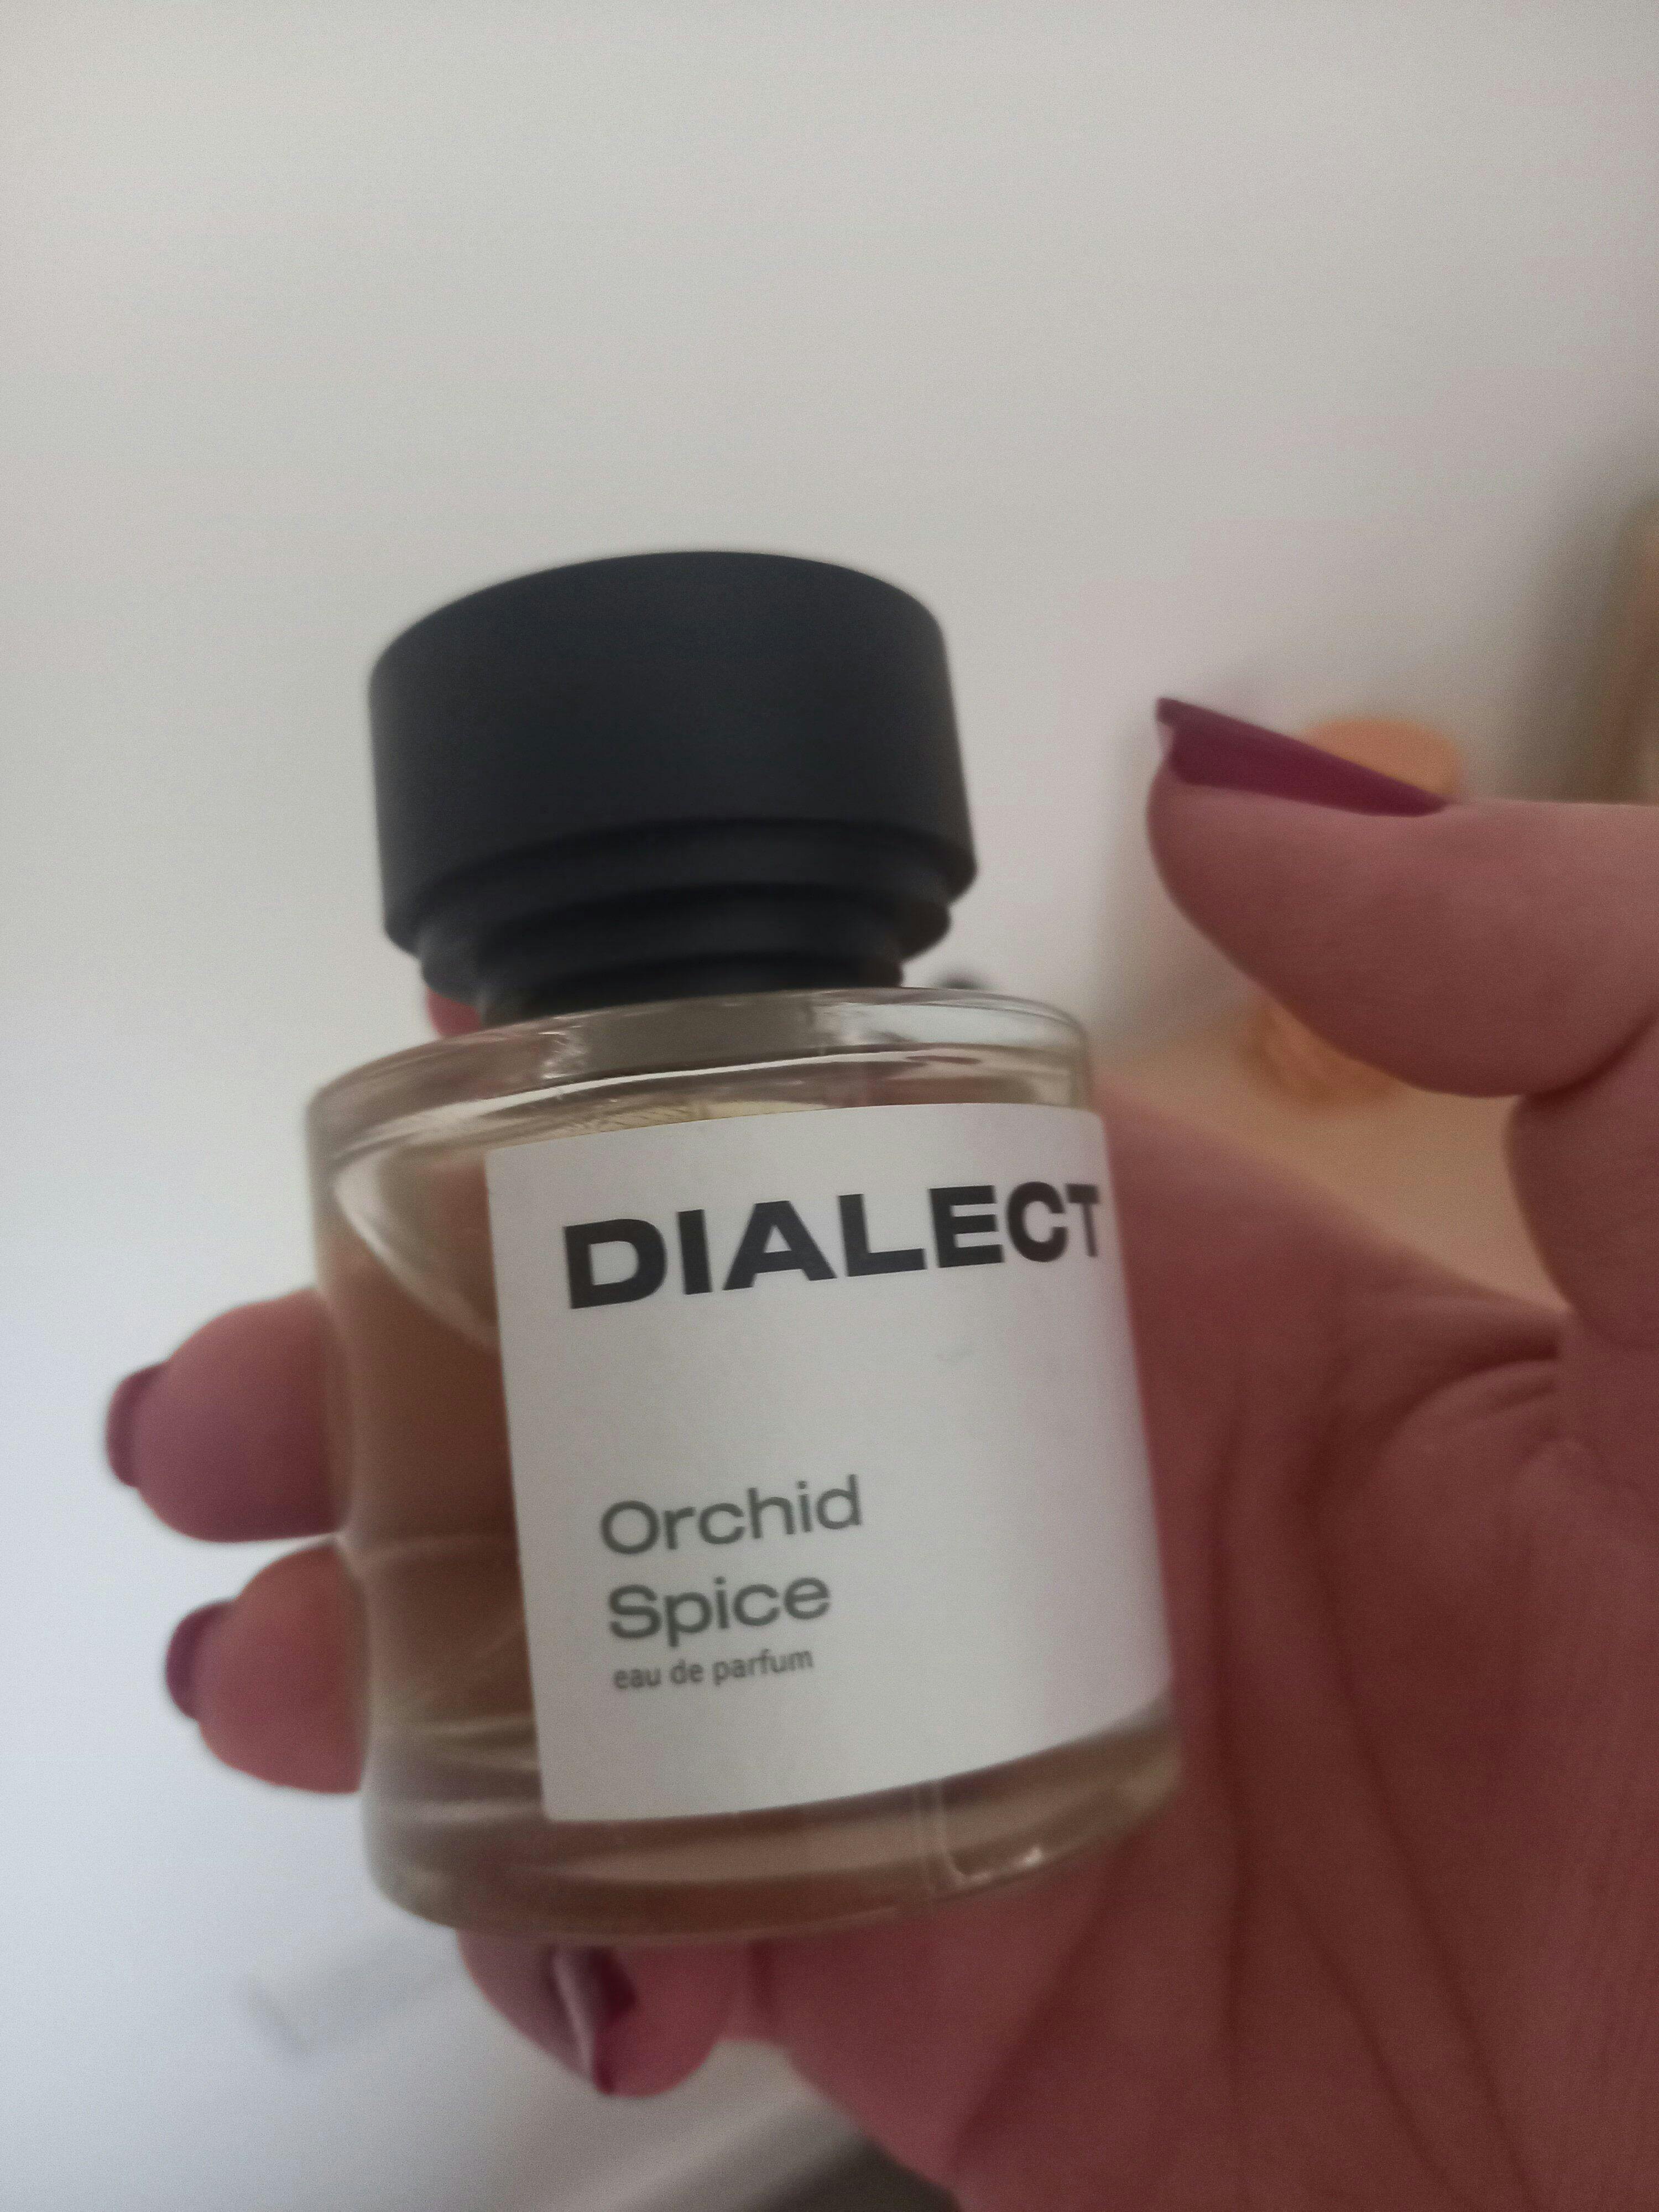 DIALECT
Orchid
Spice
eau de parfum